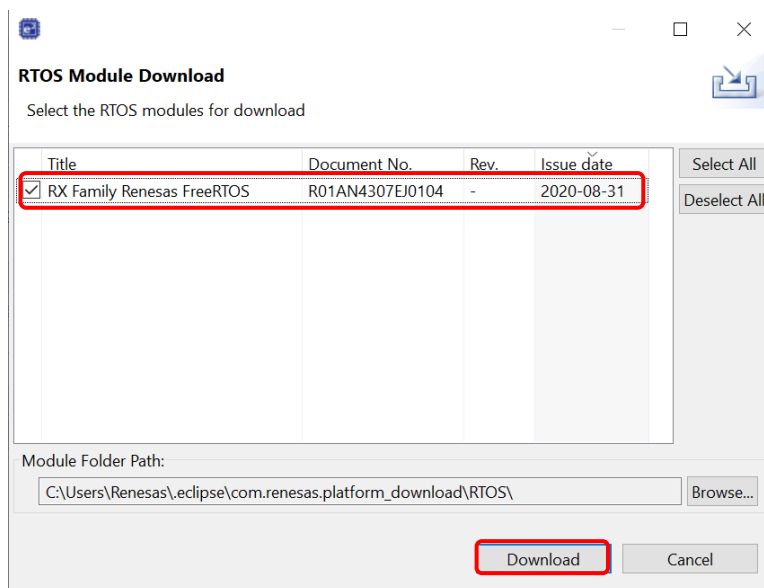 RTOS Module Download
Select the RTOS modules for download
Title Document No. Rev. Issue date
Select All
RX Family Renesas FreeRTOS R01AN4307EJ0104 - 2020-08-31
Deselect All
Module Folder Path:
C:\Users\Renesas\.eclipse\com.renesas.platform_download\RTOS\ Browse...
Download Cancel